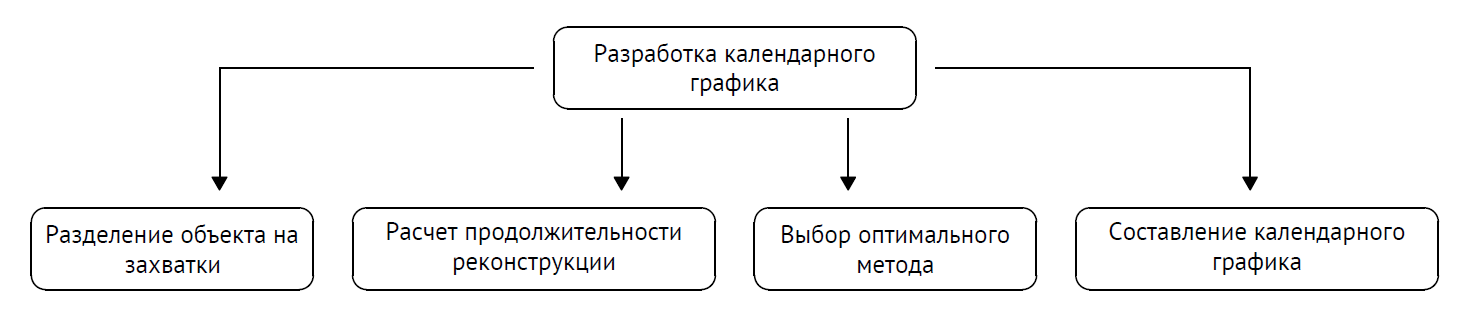 Разработка календарного
графика
Разделение объекта на
захватки
Расчет продолжительности
реконструкции
Выбор оптимального
метода
Составление календарного
графика